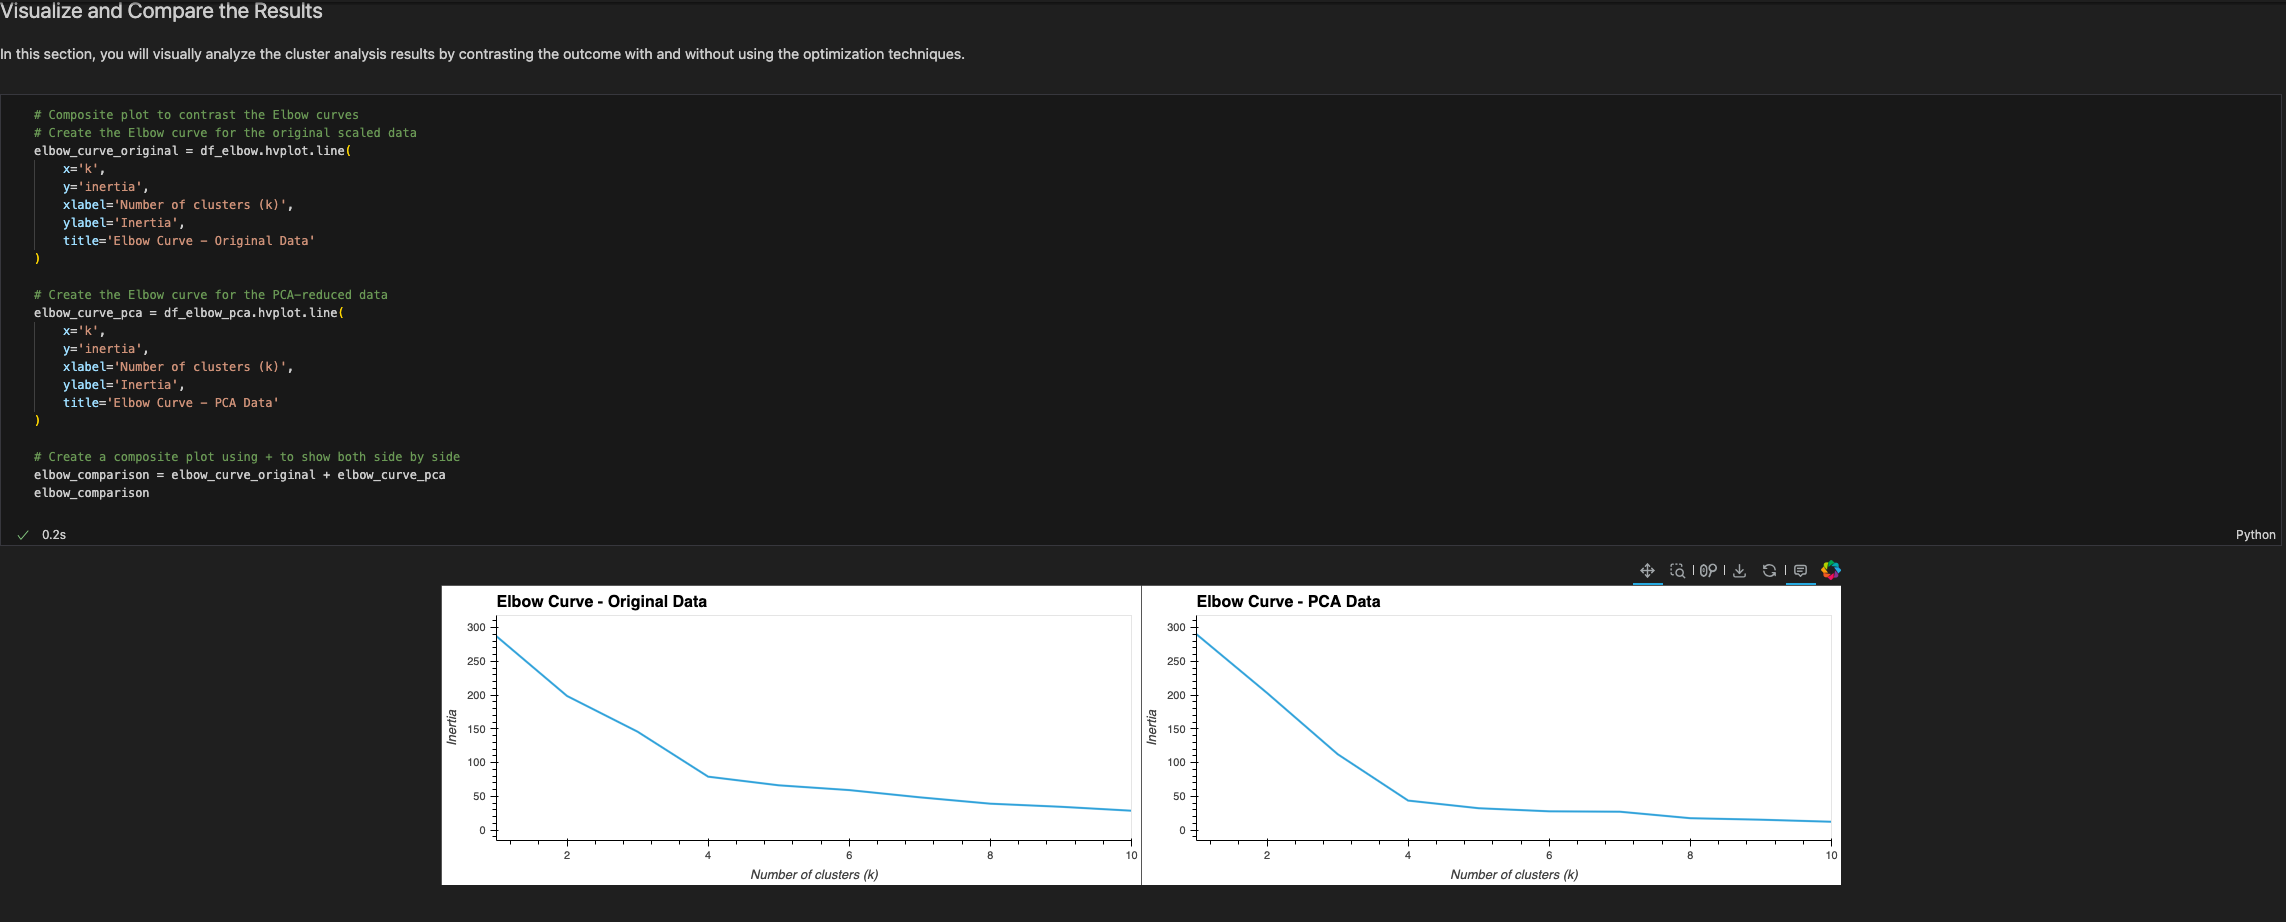 Visualize and Compare the Results
In this section, you will visually analyze the cluster analysis results by contrasting the outcome with and without using the optimization techniques.
# Composite plot to contrast the Elbow curves
# Create the Elbow curve for the original scaled data
elbow_curve_original = df_elbow.hvplot.line(
    x='k',
    y='inertia',
    xlabel='Number of clusters (k)',
    ylabel='Inertia',
    title='Elbow Curve - Original Data'
)
# Create the Elbow curve for the PCA-reduced data
elbow_curve_pca = df_elbow_pca.hvplot.line(
    x='k',
    y='inertia',
    xlabel='Number of clusters (k)',
    ylabel='Inertia',
    title='Elbow Curve - PCA Data'
)
# Create a composite plot using + to show both side by side
elbow_comparison = elbow_curve_original + elbow_curve_pca
elbow_comparison
0.2s
Python
Elbow Curve - Original Data
300
250
200
150
100
50
0
Inertia
2 4 6 8 10
Number of clusters (k)
Elbow Curve - PCA Data
300
250
200
150
100
50
0
Inertia
2 4 6 8 10
Number of clusters (k)